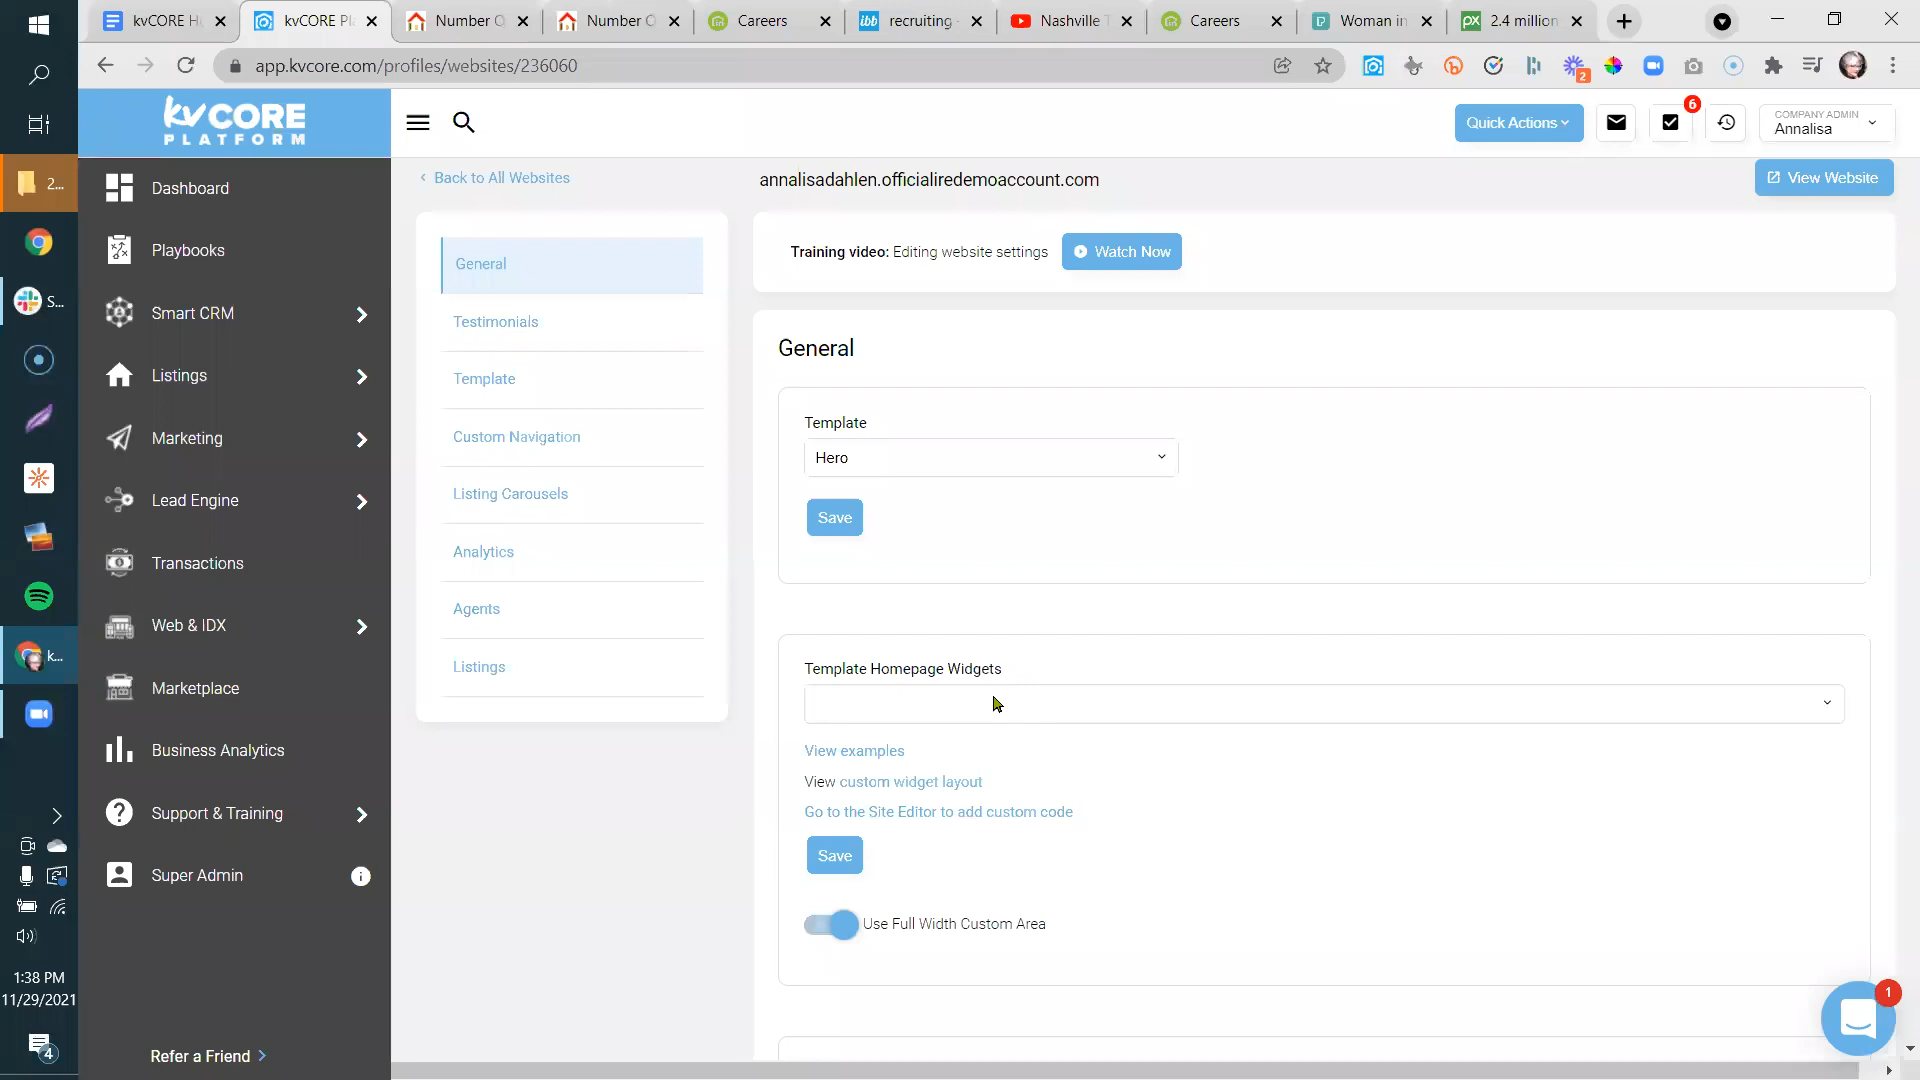 kvCORE H
kvCORE Pl
Number O
Number O
Careers
recruiting -
Nashville T
Careers
Woman in
2.4 million
app.kvcore.com/profiles/websites/236060
2
kvCORE
PLATFORM
Quick Actions
6
COMPANY ADMIN
Annalisa
Back to All Websites
annalisadahlen.officialiredemoaccount.com
View Website
Dashboard
Playbooks
Smart CRM
Listings
Marketing
Lead Engine
Transactions
Web & IDX
Marketplace
Business Analytics
Support & Training
Super Admin
Refer a Friend
General
Testimonials
Template
Custom Navigation
Listing Carousels
Analytics
Agents
Listings
Training video: Editing website settings
Watch Now
General
Template
Hero
Save
Template Homepage Widgets
View examples
View custom widget layout
Go to the Site Editor to add custom code
Save
Use Full Width Custom Area
1
2...
S...
k...
1:38 PM
11/29/2021
4